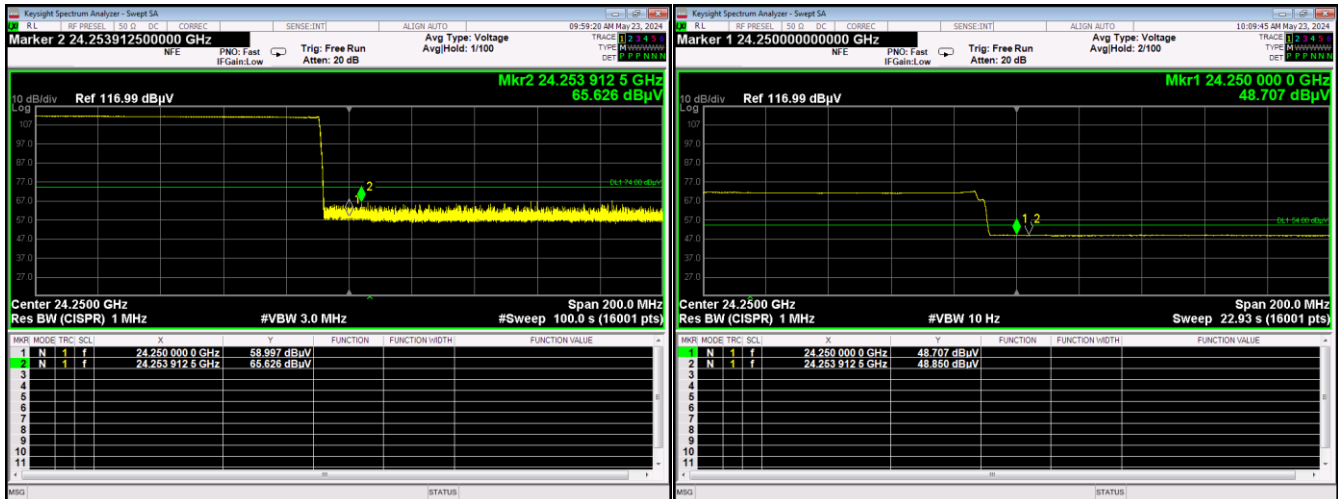 Keysight Spectrum Analyzer - Swept SA
RL RF PRESEL 50 Ω DC CORREC SENSE:INT ALIGN AUTO 09:59:20 AM May 23, 2024
Marker 2 24.253912500000 GHz
NFE
PNO: Fast
IFGain:Low
Trig: Free Run
Atten: 20 dB
Avg Type: Voltage
Avg|Hold: 1/100
TRACE 1 2 3 4 5 6
TYPE M WWWWW
DET P P P N N N
Mkr2 24.253 912 5 GHz
65.626 dBµV
10 dB/div Ref 116.99 dBµV
Log
107
97.0
87.0
77.0
67.0
57.0
47.0
37.0
27.0
DL1 74.00 dBµV
1
2
Center 24.2500 GHz
Span 200.0 MHz
Res BW (CISPR) 1 MHz
#VBW 3.0 MHz
#Sweep 100.0 s (16001 pts)
MKR MODE TRC SCL X Y FUNCTION FUNCTION WIDTH FUNCTION VALUE
1 N 1 f 24.250 000 0 GHz 58.997 dBµV
2 N 1 f 24.253 912 5 GHz 65.626 dBµV
3
4
5
6
7
8
9
10
11
MSG
STATUS
Keysight Spectrum Analyzer - Swept SA
RL RF PRESEL 50 Ω DC CORREC SENSE:INT ALIGN AUTO 10:09:45 AM May 23, 2024
Marker 1 24.250000000000 GHz
NFE
PNO: Fast
IFGain:Low
Trig: Free Run
Atten: 20 dB
Avg Type: Voltage
Avg|Hold: 2/100
TRACE 1 2 3 4 5 6
TYPE M WWWWW
DET P P P N N N
Mkr1 24.250 000 0 GHz
48.707 dBµV
10 dB/div Ref 116.99 dBµV
Log
107
97.0
87.0
77.0
67.0
57.0
47.0
37.0
27.0
DL1 54.00 dBµV
1 2
Center 24.2500 GHz
Span 200.0 MHz
Res BW (CISPR) 1 MHz
#VBW 10 Hz
Sweep 22.93 s (16001 pts)
MKR MODE TRC SCL X Y FUNCTION FUNCTION WIDTH FUNCTION VALUE
1 N 1 f 24.250 000 0 GHz 48.707 dBµV
2 N 1 f 24.253 912 5 GHz 48.850 dBµV
3
4
5
6
7
8
9
10
11
MSG
STATUS